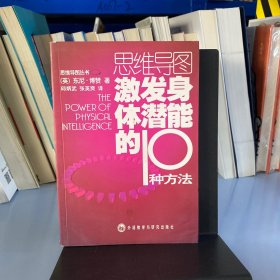 思维导图
思维导图丛书
(英) 东尼·博赞 著
THE
POWER OF
PHYSICAL
INTELLIGENCE
激发身
体潜能
的10
种方法
外语教学与研究出版社